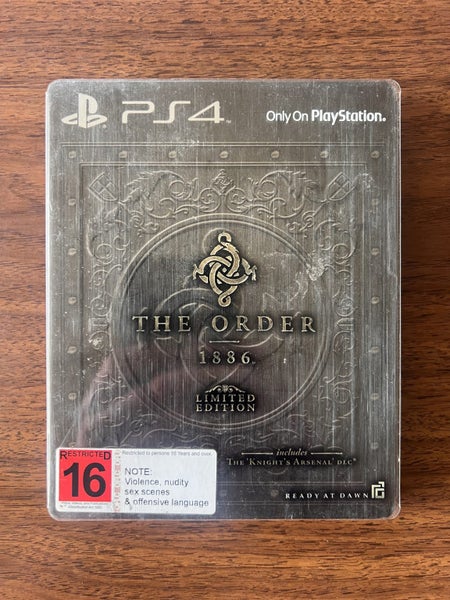 PS4
Only On PlayStation.
THE ORDER
1886
LIMITED
EDITION
includes
THE 'KNIGHT'S ARSENAL' DLC*
READY AT DAWN
RESTRICTED
16
Restricted to persons 16 Years and over.
NOTE:
Violence, nudity
sex scenes
& offensive language